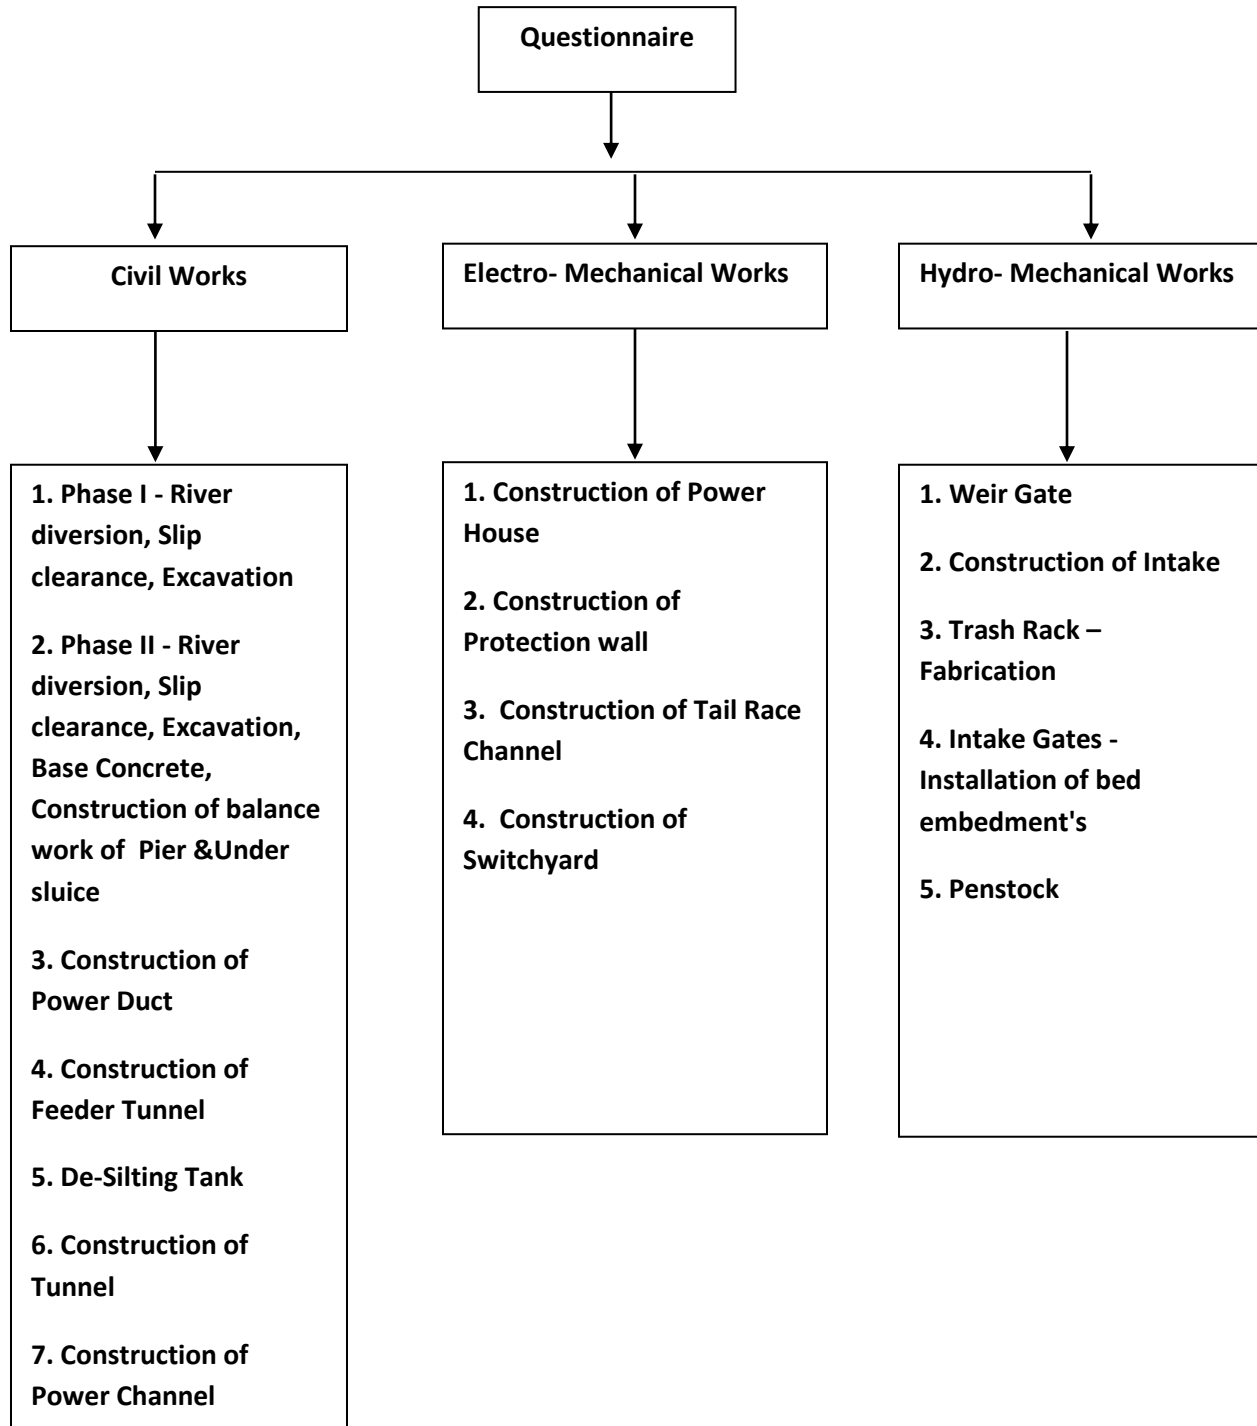 Questionnaire
Civil Works
Electro- Mechanical Works
Hydro- Mechanical Works
1. Phase I - River
diversion, Slip
clearance, Excavation
2. Phase II - River
diversion, Slip
clearance, Excavation,
Base Concrete,
Construction of balance
work of  Pier &Under
sluice
3. Construction of
Power Duct
4. Construction of
Feeder Tunnel
5. De-Silting Tank
6. Construction of
Tunnel
7. Construction of
Power Channel
1. Construction of Power
House
2. Construction of
Protection wall
3.  Construction of Tail Race
Channel
4.  Construction of
Switchyard
1. Weir Gate
2. Construction of Intake
3. Trash Rack –
Fabrication
4. Intake Gates -
Installation of bed
embedment's
5. Penstock